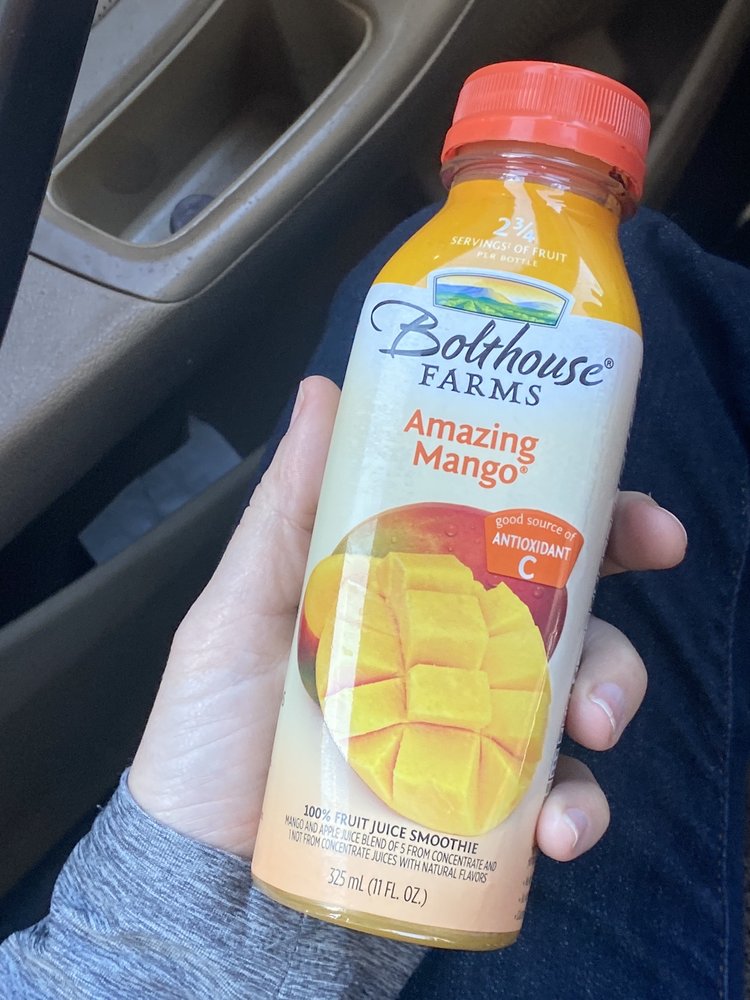 2¾
SERVINGS† OF FRUIT
PER BOTTLE
Bolthouse®
FARMS
Amazing
Mango®
good source of
ANTIOXIDANT
C
100% FRUIT JUICE SMOOTHIE
MANGO AND APPLE JUICE BLEND OF 5 FROM CONCENTRATE AND
1 NOT FROM CONCENTRATE JUICES WITH NATURAL FLAVORS
325 mL (11 FL. OZ.)